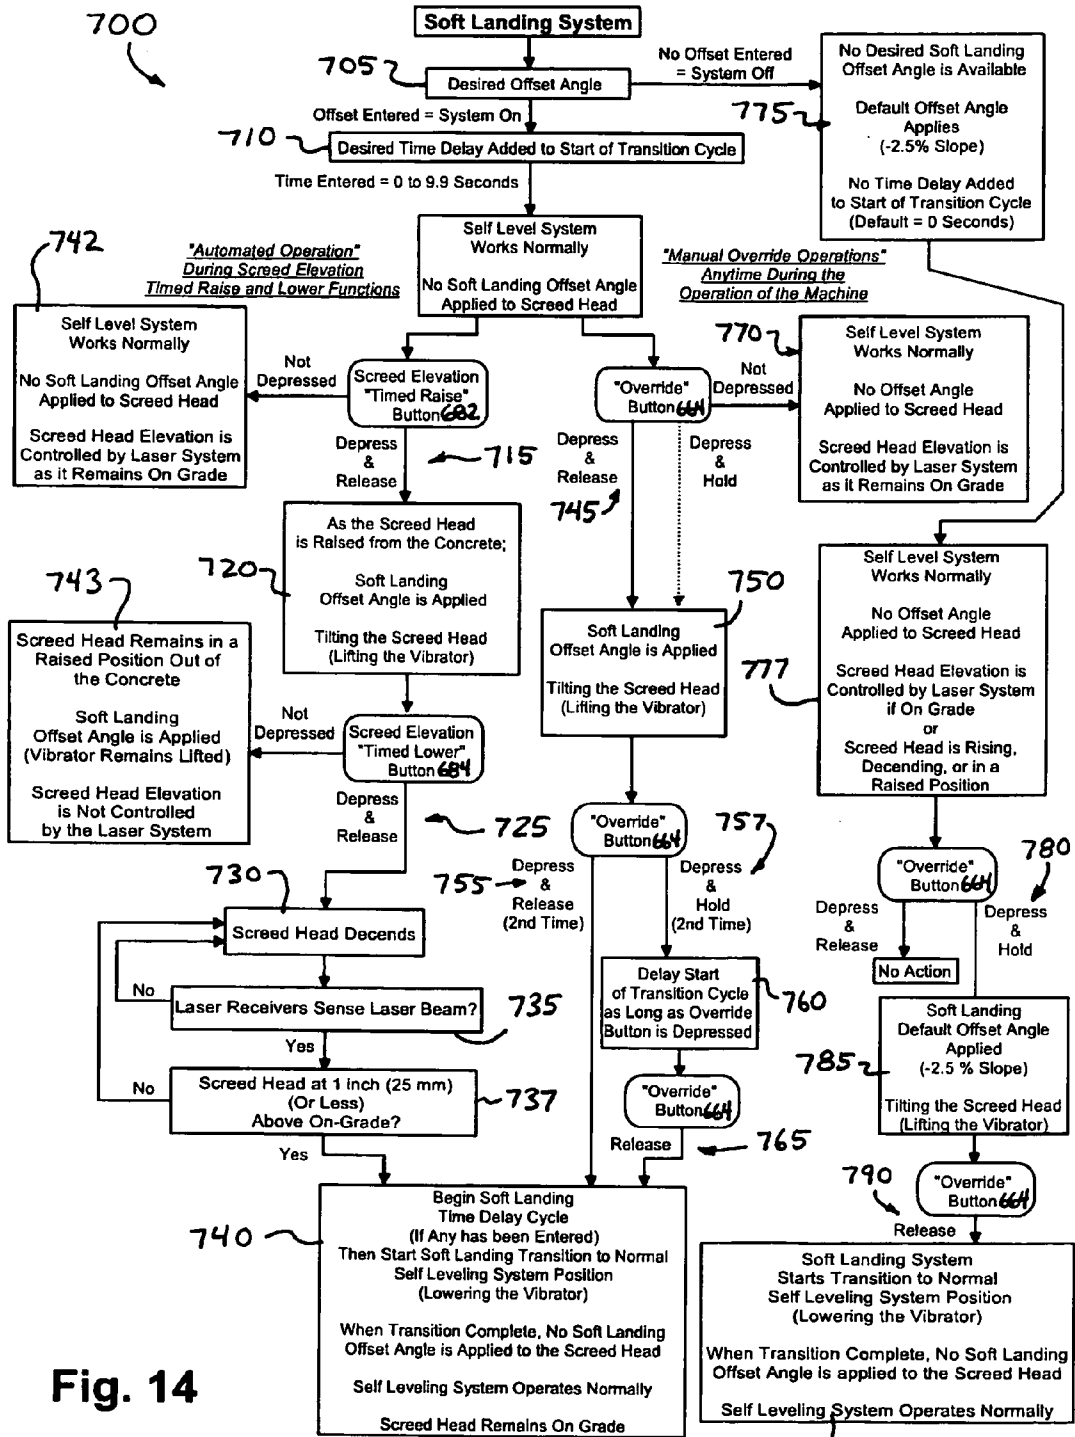 700
Soft Landing System
705
Desired Offset Angle
No Offset Entered
= System Off
No Desired Soft Landing
Offset Angle is Available
Default Offset Angle
Applies
(-2.5% Slope)
No Time Delay Added
to Start of Transition Cycle
(Default = 0 Seconds)
775
Offset Entered = System On
710
Desired Time Delay Added to Start of Transition Cycle
Time Entered = 0 to 9.9 Seconds
Self Level System
Works Normally
No Soft Landing Offset Angle
Applied to Screed Head
742
"Automated Operation"
During Screed Elevation
Timed Raise and Lower Functions
"Manual Override Operations"
Anytime During the
Operation of the Machine
Self Level System
Works Normally
No Soft Landing Offset Angle
Applied to Screed Head
Screed Head Elevation is
Controlled by Laser System
as it Remains On Grade
Not
Depressed
Screed Elevation
"Timed Raise"
Button 682
"Override"
Button 664
Not
Depressed
770
Self Level System
Works Normally
No Offset Angle
Applied to Screed Head
Screed Head Elevation is
Controlled by Laser System
as it Remains On Grade
Depress
&
Release
715
Depress
&
Release
745
Depress
&
Hold
720
As the Screed Head
is Raised from the Concrete;
Soft Landing
Offset Angle is Applied
Tilting the Screed Head
(Lifting the Vibrator)
743
Screed Head Remains in a
Raised Position Out of
the Concrete
Soft Landing
Offset Angle is Applied
(Vibrator Remains Lifted)
Screed Head Elevation
is Not Controlled
by the Laser System
Not
Depressed
Screed Elevation
"Timed Lower"
Button 684
750
Soft Landing
Offset Angle is Applied
Tilting the Screed Head
(Lifting the Vibrator)
777
Self Level System
Works Normally
No Offset Angle
Applied to Screed Head
Screed Head Elevation is
Controlled by Laser System
if On Grade
or
Screed Head is Rising,
Decending, or in a
Raised Position
Depress
&
Release
725
730
Screed Head Decends
No
Laser Receivers Sense Laser Beam?
735
Yes
No
Screed Head at 1 inch (25 mm)
(Or Less)
Above On-Grade?
737
Yes
"Override"
Button 664
755
Depress
&
Release
(2nd Time)
757
Depress
&
Hold
(2nd Time)
Delay Start
of Transition Cycle
as Long as Override
Button is Depressed
760
"Override"
Button 664
Release
765
"Override"
Button 664
780
Depress
&
Release
Depress
&
Hold
No Action
785
Soft Landing
Default Offset Angle
Applied
(-2.5 % Slope)
Tilting the Screed Head
(Lifting the Vibrator)
790
"Override"
Button 664
Release
740
Begin Soft Landing
Time Delay Cycle
(If Any has been Entered)
Then Start Soft Landing Transition to Normal
Self Leveling System Position
(Lowering the Vibrator)
When Transition Complete, No Soft Landing
Offset Angle is Applied to the Screed Head
Self Leveling System Operates Normally
Screed Head Remains On Grade
Soft Landing System
Starts Transition to Normal
Self Leveling System Position
(Lowering the Vibrator)
When Transition Complete, No Soft Landing
Offset Angle is applied to the Screed Head
Self Leveling System Operates Normally
Fig. 14